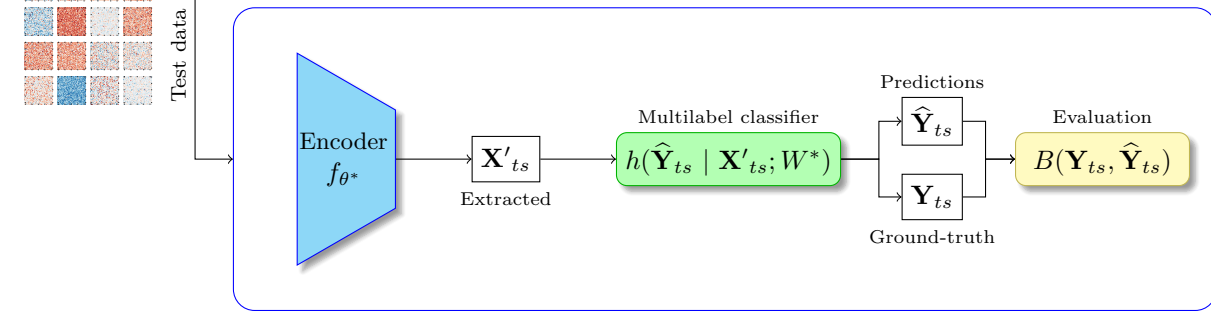 Test data
Encoder
f_{θ*}
X′_{ts}
Extracted
Multilabel classifier
h(Ŷ_{ts} | X′_{ts}; W*)
Predictions
Ŷ_{ts}
Y_{ts}
Ground-truth
Evaluation
B(Y_{ts}, Ŷ_{ts})